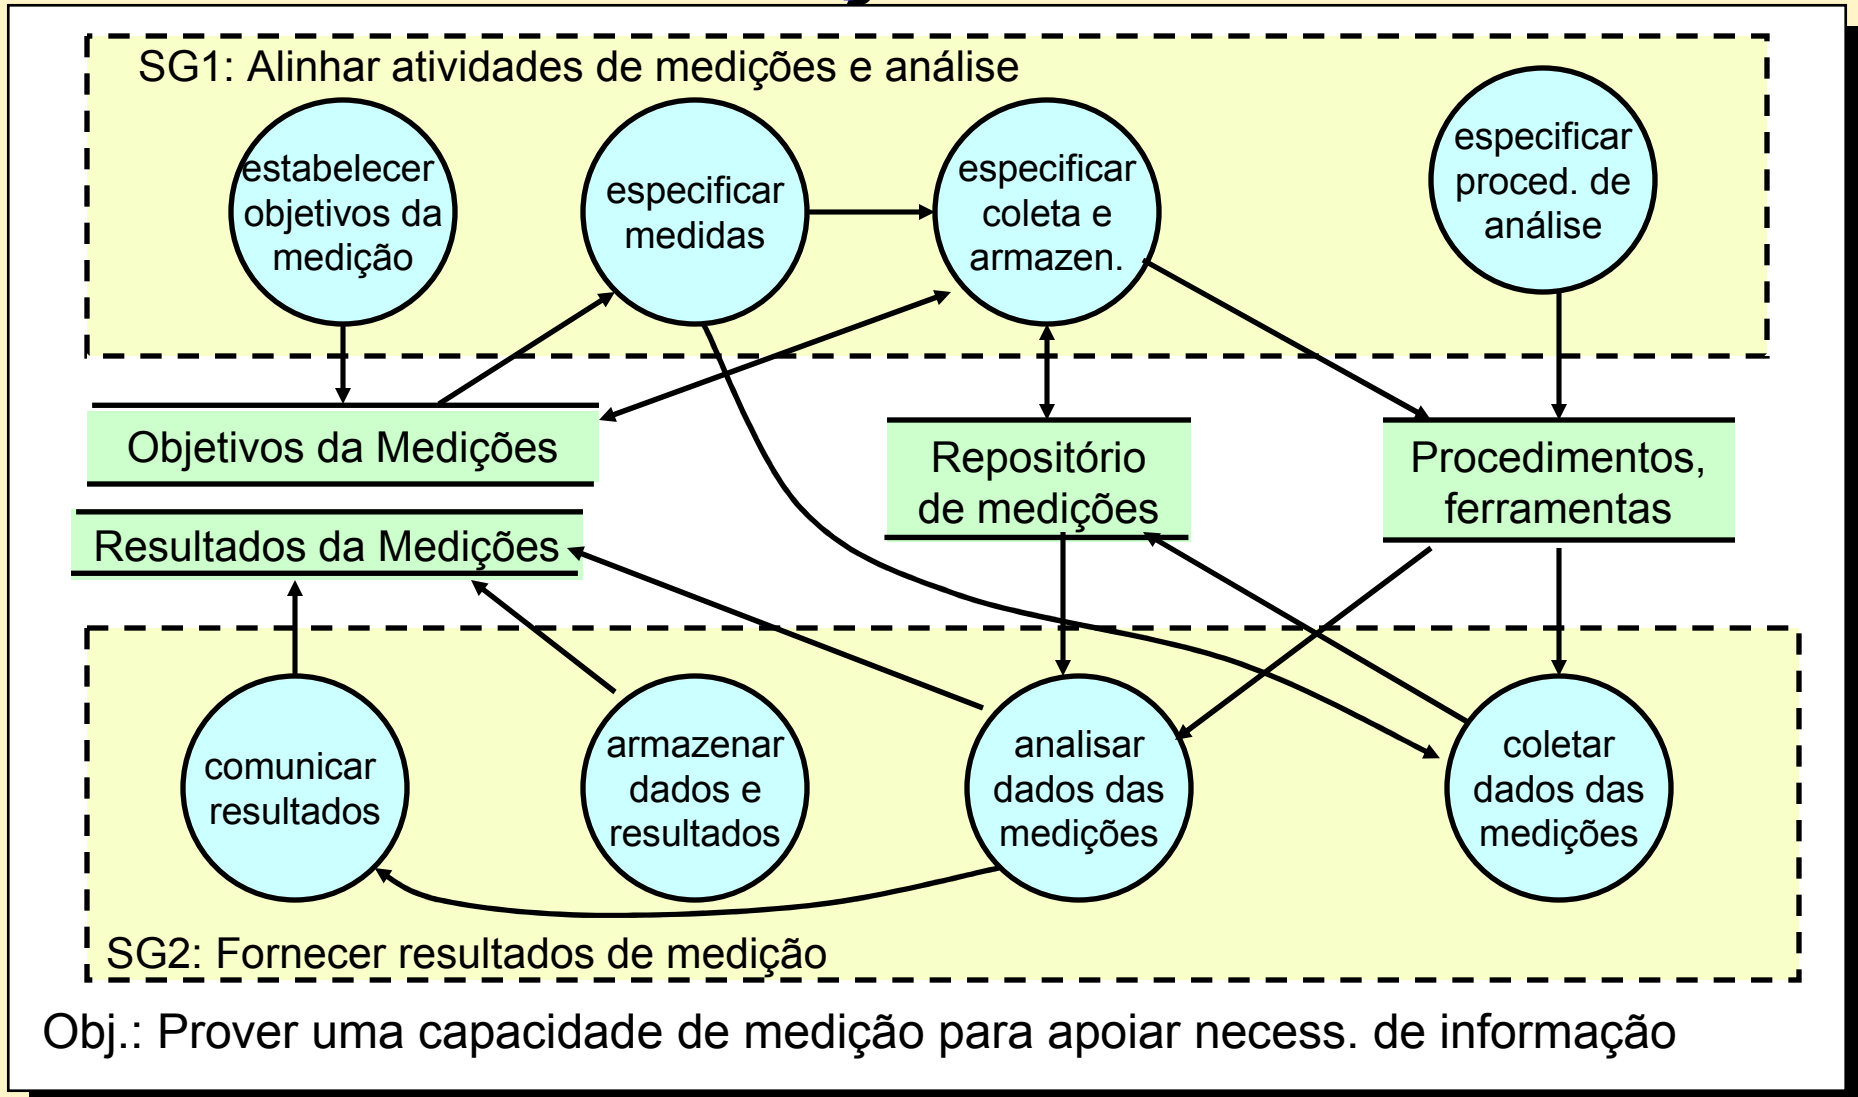 SG1: Alinhar atividades de medições e análise
estabelecer
objetivos da
medição
especificar
medidas
especificar
coleta e
armazen.
especificar
proced. de
análise
Objetivos da Medições
Repositório
de medições
Procedimentos,
ferramentas
Resultados da Medições
comunicar
resultados
armazenar
dados e
resultados
analisar
dados das
medições
coletar
dados das
medições
SG2: Fornecer resultados de medição
Obj.: Prover uma capacidade de medição para apoiar necess. de informação